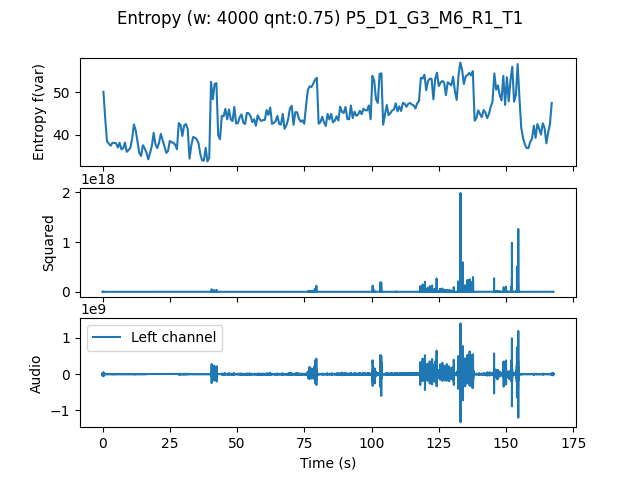 Entropy (w: 4000 qnt:0.75) P5_D1_G3_M6_R1_T1
Entropy f(var)
50
40
1e18
Squared
2
1
0
1e9
Audio
1
0
−1
Left channel
0 25 50 75 100 125 150 175
Time (s)